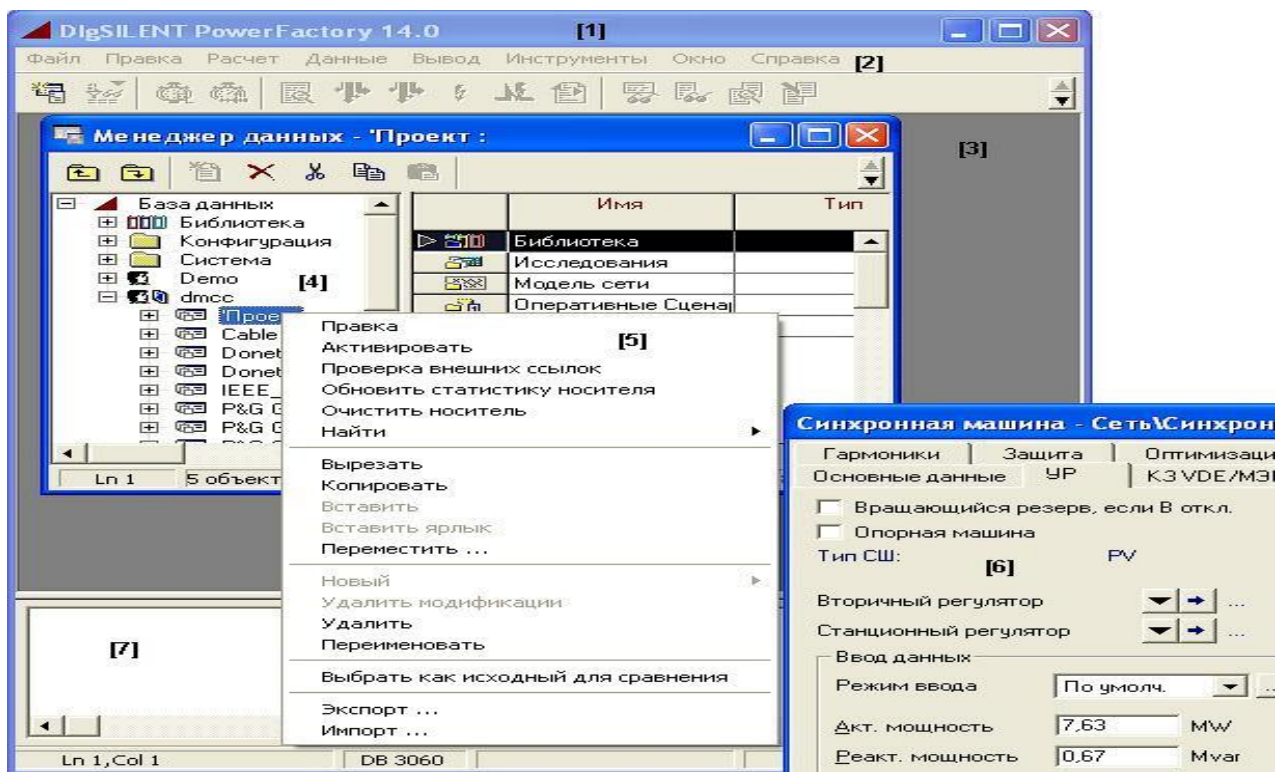 DIgSILENT PowerFactory 14.0 [1]
Файл Правка Расчет Данные Вывод Инструменты Окно Справка [2]
[3]
Менеджер данных - 'Проект :
База данных
Библиотека
Конфигурация
Система
Demo [4]
dmcc
'Прое
Cable
Donet
Donet
IEEE_
P&G
P&G
Ln 1 5 объект
Имя Тип
Библиотека
Исследования
Модель сети
Оперативные Сценар
Правка
Активировать [5]
Проверка внешних ссылок
Обновить статистику носителя
Очистить носитель
Найти
Вырезать
Копировать
Вставить
Вставить ярлык
Переместить ...
Новый
Удалить модификации
Удалить
Переименовать
Выбрать как исходный для сравнения
Экспорт ...
Импорт ...
Синхронная машина - Сеть\Синхрон
Гармоники Защита Оптимизаци
Основные данные УР КЗ VDE/МЭ
Вращающийся резерв, если В откл.
Опорная машина
Тип СШ: PV
[6]
Вторичный регулятор ...
Станционный регулятор ...
Ввод данных
Режим ввода По умолч. ...
Акт. мощность 7,63 MW
Реакт. мощность 0,67 Mvar
[7]
Ln 1,Col 1 DB 3060